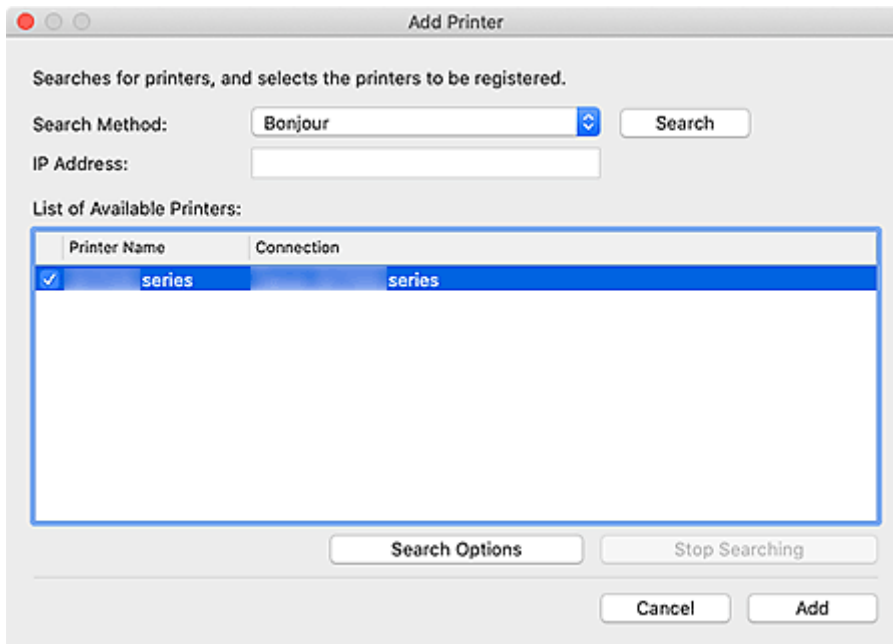 Add Printer
Searches for printers, and selects the printers to be registered.
Search Method: Bonjour Search
IP Address:
List of Available Printers:
Printer Name Connection
series series
Search Options Stop Searching
Cancel Add